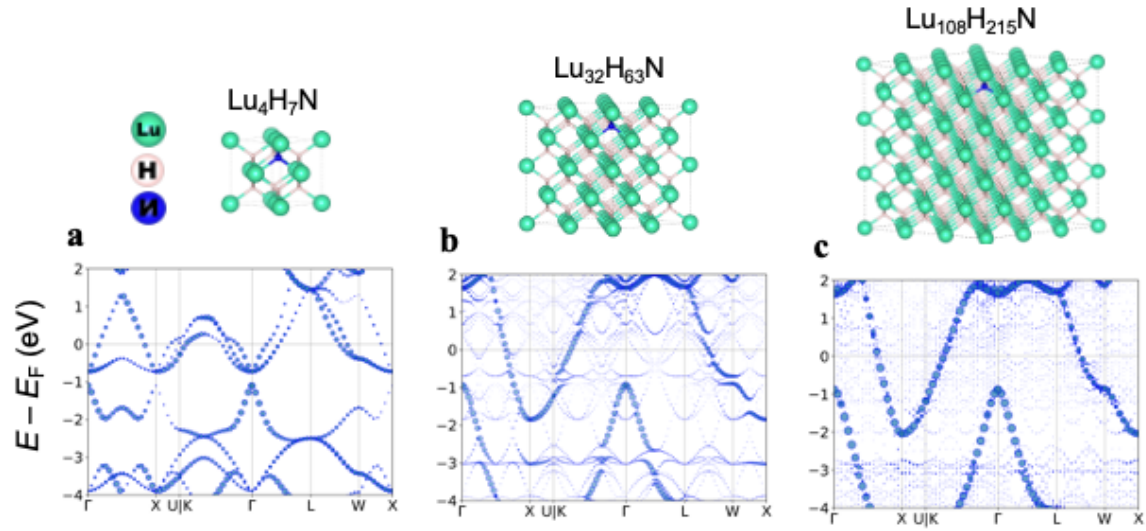 Lu₄H₇N
Lu₃₂H₆₃N
Lu₁₀₈H₂₁₅N
Lu
H
И
a
b
c
E − E_F (eV)
2
1
0
−1
−2
−3
−4
Γ X U|K Γ L W X
2
1
0
−1
−2
−3
−4
Γ X U|K Γ L W X
2
1
0
−1
−2
−3
−4
Γ X U|K Γ L W X